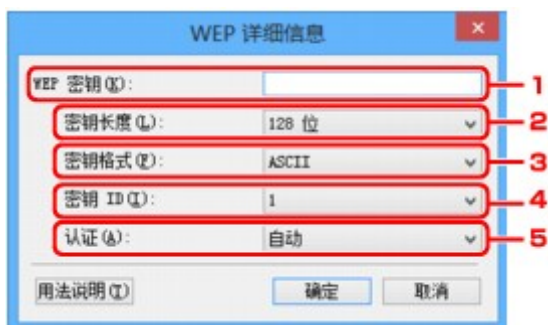 WEP 详细信息
WEP 密钥(K): 1
密钥长度(L): 128 位 2
密钥格式(F): ASCII 3
密钥 ID(I): 1 4
认证(A): 自动 5
用法说明(T) 确定 取消